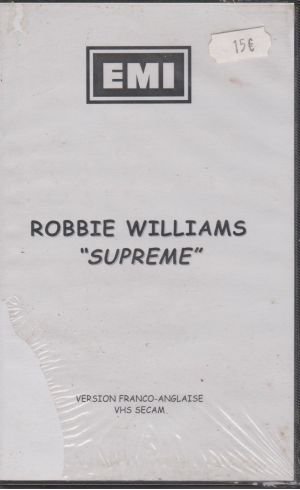 15€
EMI
ROBBIE WILLIAMS
"SUPREME"
VERSION FRANCO-ANGLAISE
VHS SECAM